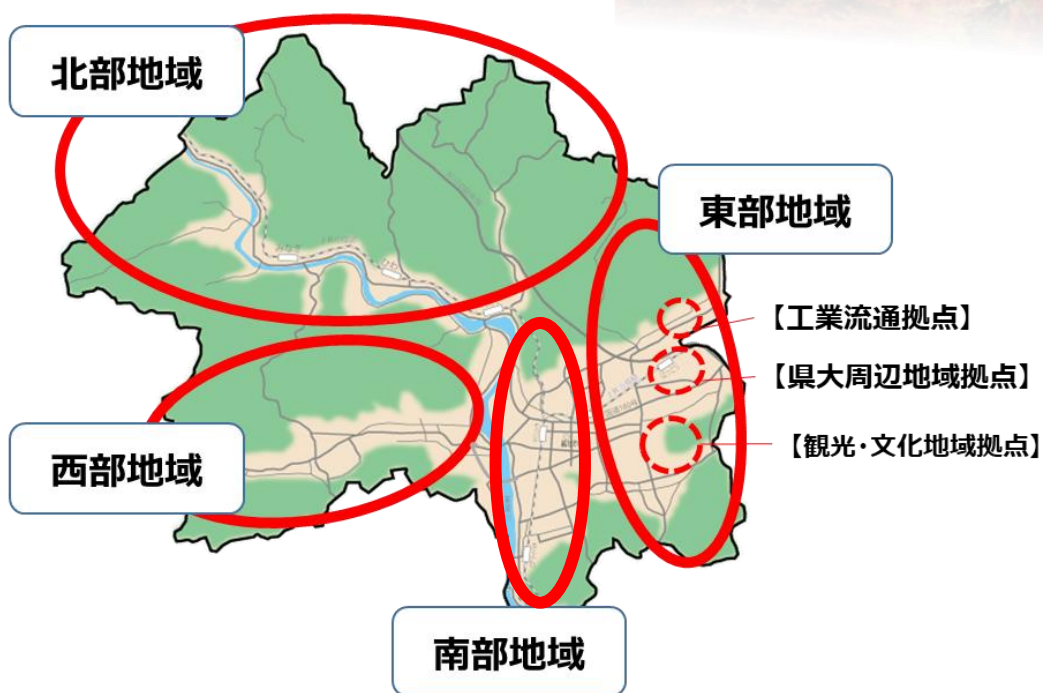 北部地域
東部地域
【工業流通拠点】
【県大周辺地域拠点】
【観光・文化地域拠点】
西部地域
南部地域